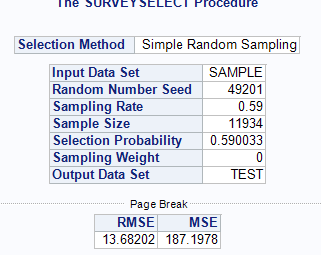 The SURVEYSELECT Procedure
Selection Method Simple Random Sampling
Input Data Set SAMPLE
Random Number Seed 49201
Sampling Rate 0.59
Sample Size 11934
Selection Probability 0.590033
Sampling Weight 0
Output Data Set TEST
Page Break
RMSE MSE
13.68202 187.1978